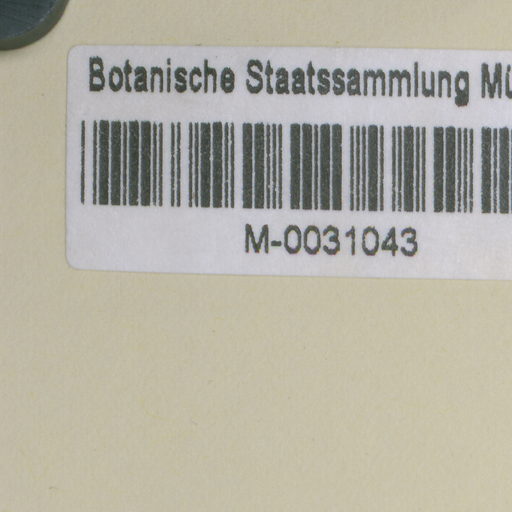 Botanische Staatssammlung Mü
M-0031043